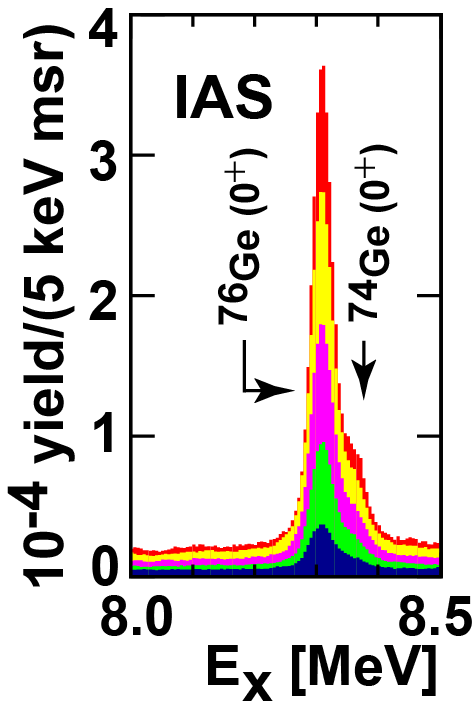 10⁻⁴ yield/(5 keV msr)
4
3
2
1
0
IAS
⁷⁶Ge (0⁺)
⁷⁴Ge (0⁺)
8.0
8.5
Eₓ [MeV]